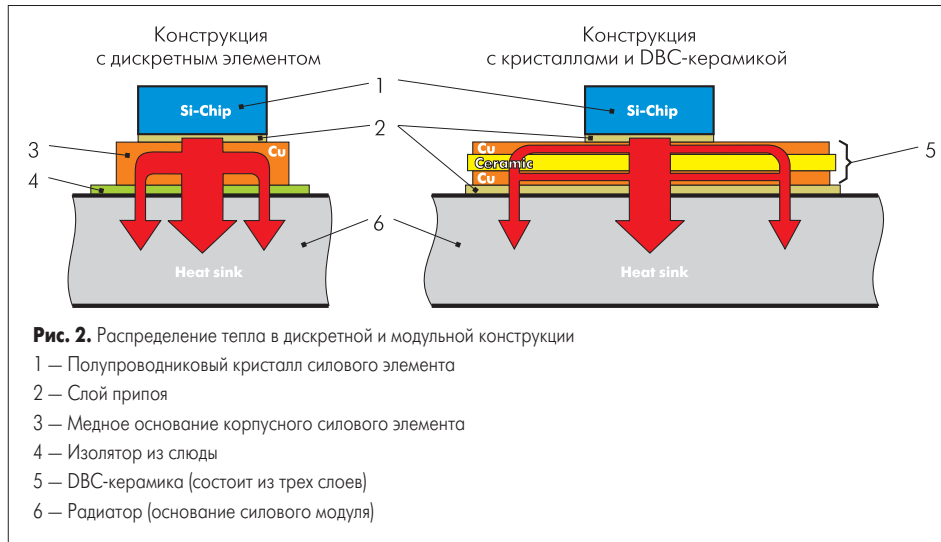 Конструкция
с дискретным элементом
Конструкция
с кристаллами и DBC-керамикой
1
Si-Chip
Si-Chip
2
3
Cu
Cu
Ceramic
Cu
5
4
6
Heat sink
Heat sink
Рис. 2. Распределение тепла в дискретной и модульной конструкции
1 — Полупроводниковый кристалл силового элемента
2 — Слой припоя
3 — Медное основание корпусного силового элемента
4 — Изолятор из слюды
5 — DBC-керамика (состоит из трех слоев)
6 — Радиатор (основание силового модуля)